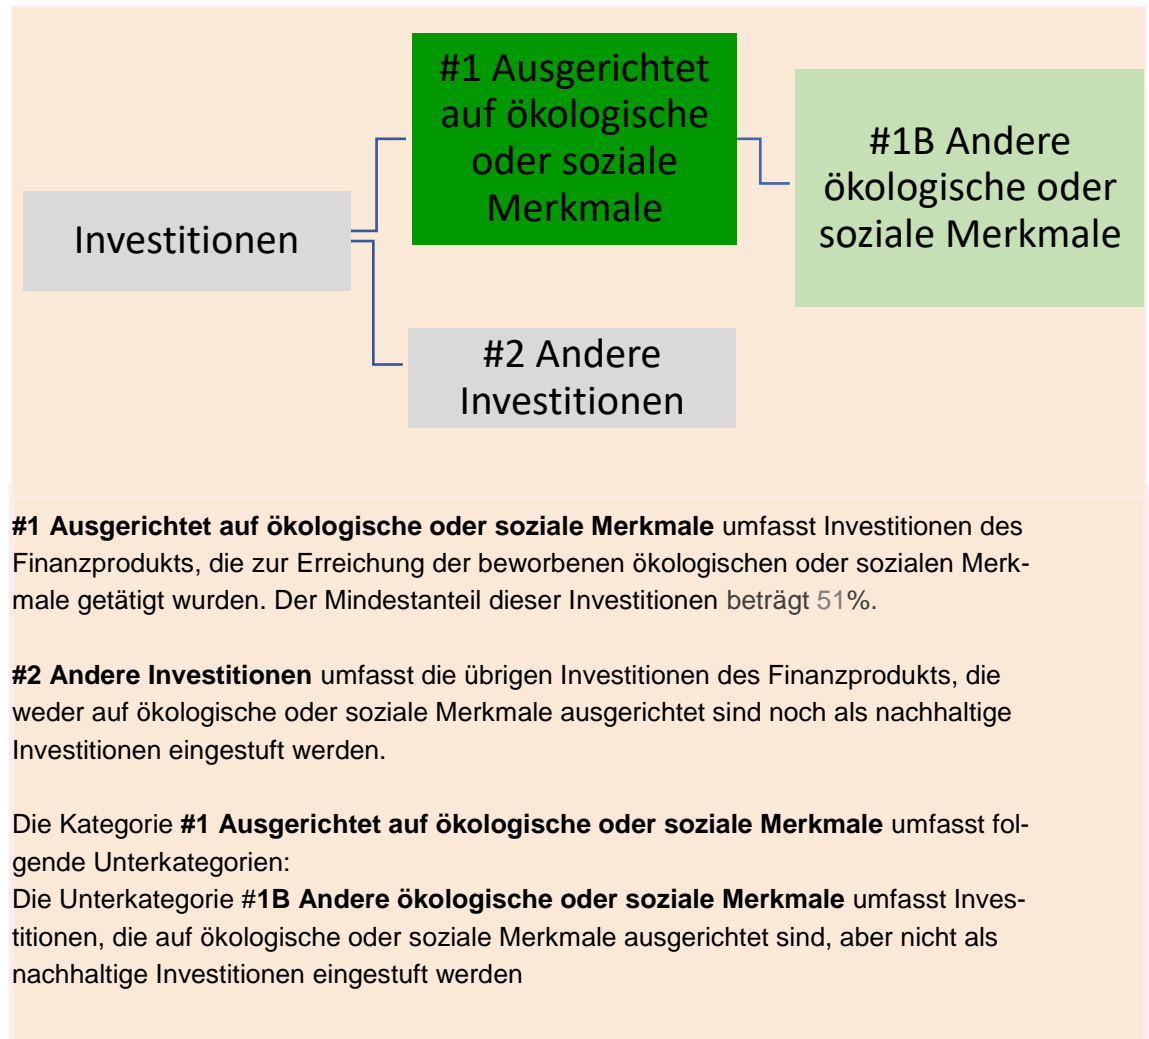 #1 Ausgerichtet
auf ökologische
oder soziale
Merkmale
#1B Andere
ökologische oder
soziale Merkmale
Investitionen
#2 Andere
Investitionen
#1 Ausgerichtet auf ökologische oder soziale Merkmale umfasst Investitionen des
Finanzprodukts, die zur Erreichung der beworbenen ökologischen oder sozialen Merk-
male getätigt wurden. Der Mindestanteil dieser Investitionen beträgt 51%.
#2 Andere Investitionen umfasst die übrigen Investitionen des Finanzprodukts, die
weder auf ökologische oder soziale Merkmale ausgerichtet sind noch als nachhaltige
Investitionen eingestuft werden.
Die Kategorie #1 Ausgerichtet auf ökologische oder soziale Merkmale umfasst fol-
gende Unterkategorien:
Die Unterkategorie #1B Andere ökologische oder soziale Merkmale umfasst Inves-
titionen, die auf ökologische oder soziale Merkmale ausgerichtet sind, aber nicht als
nachhaltige Investitionen eingestuft werden